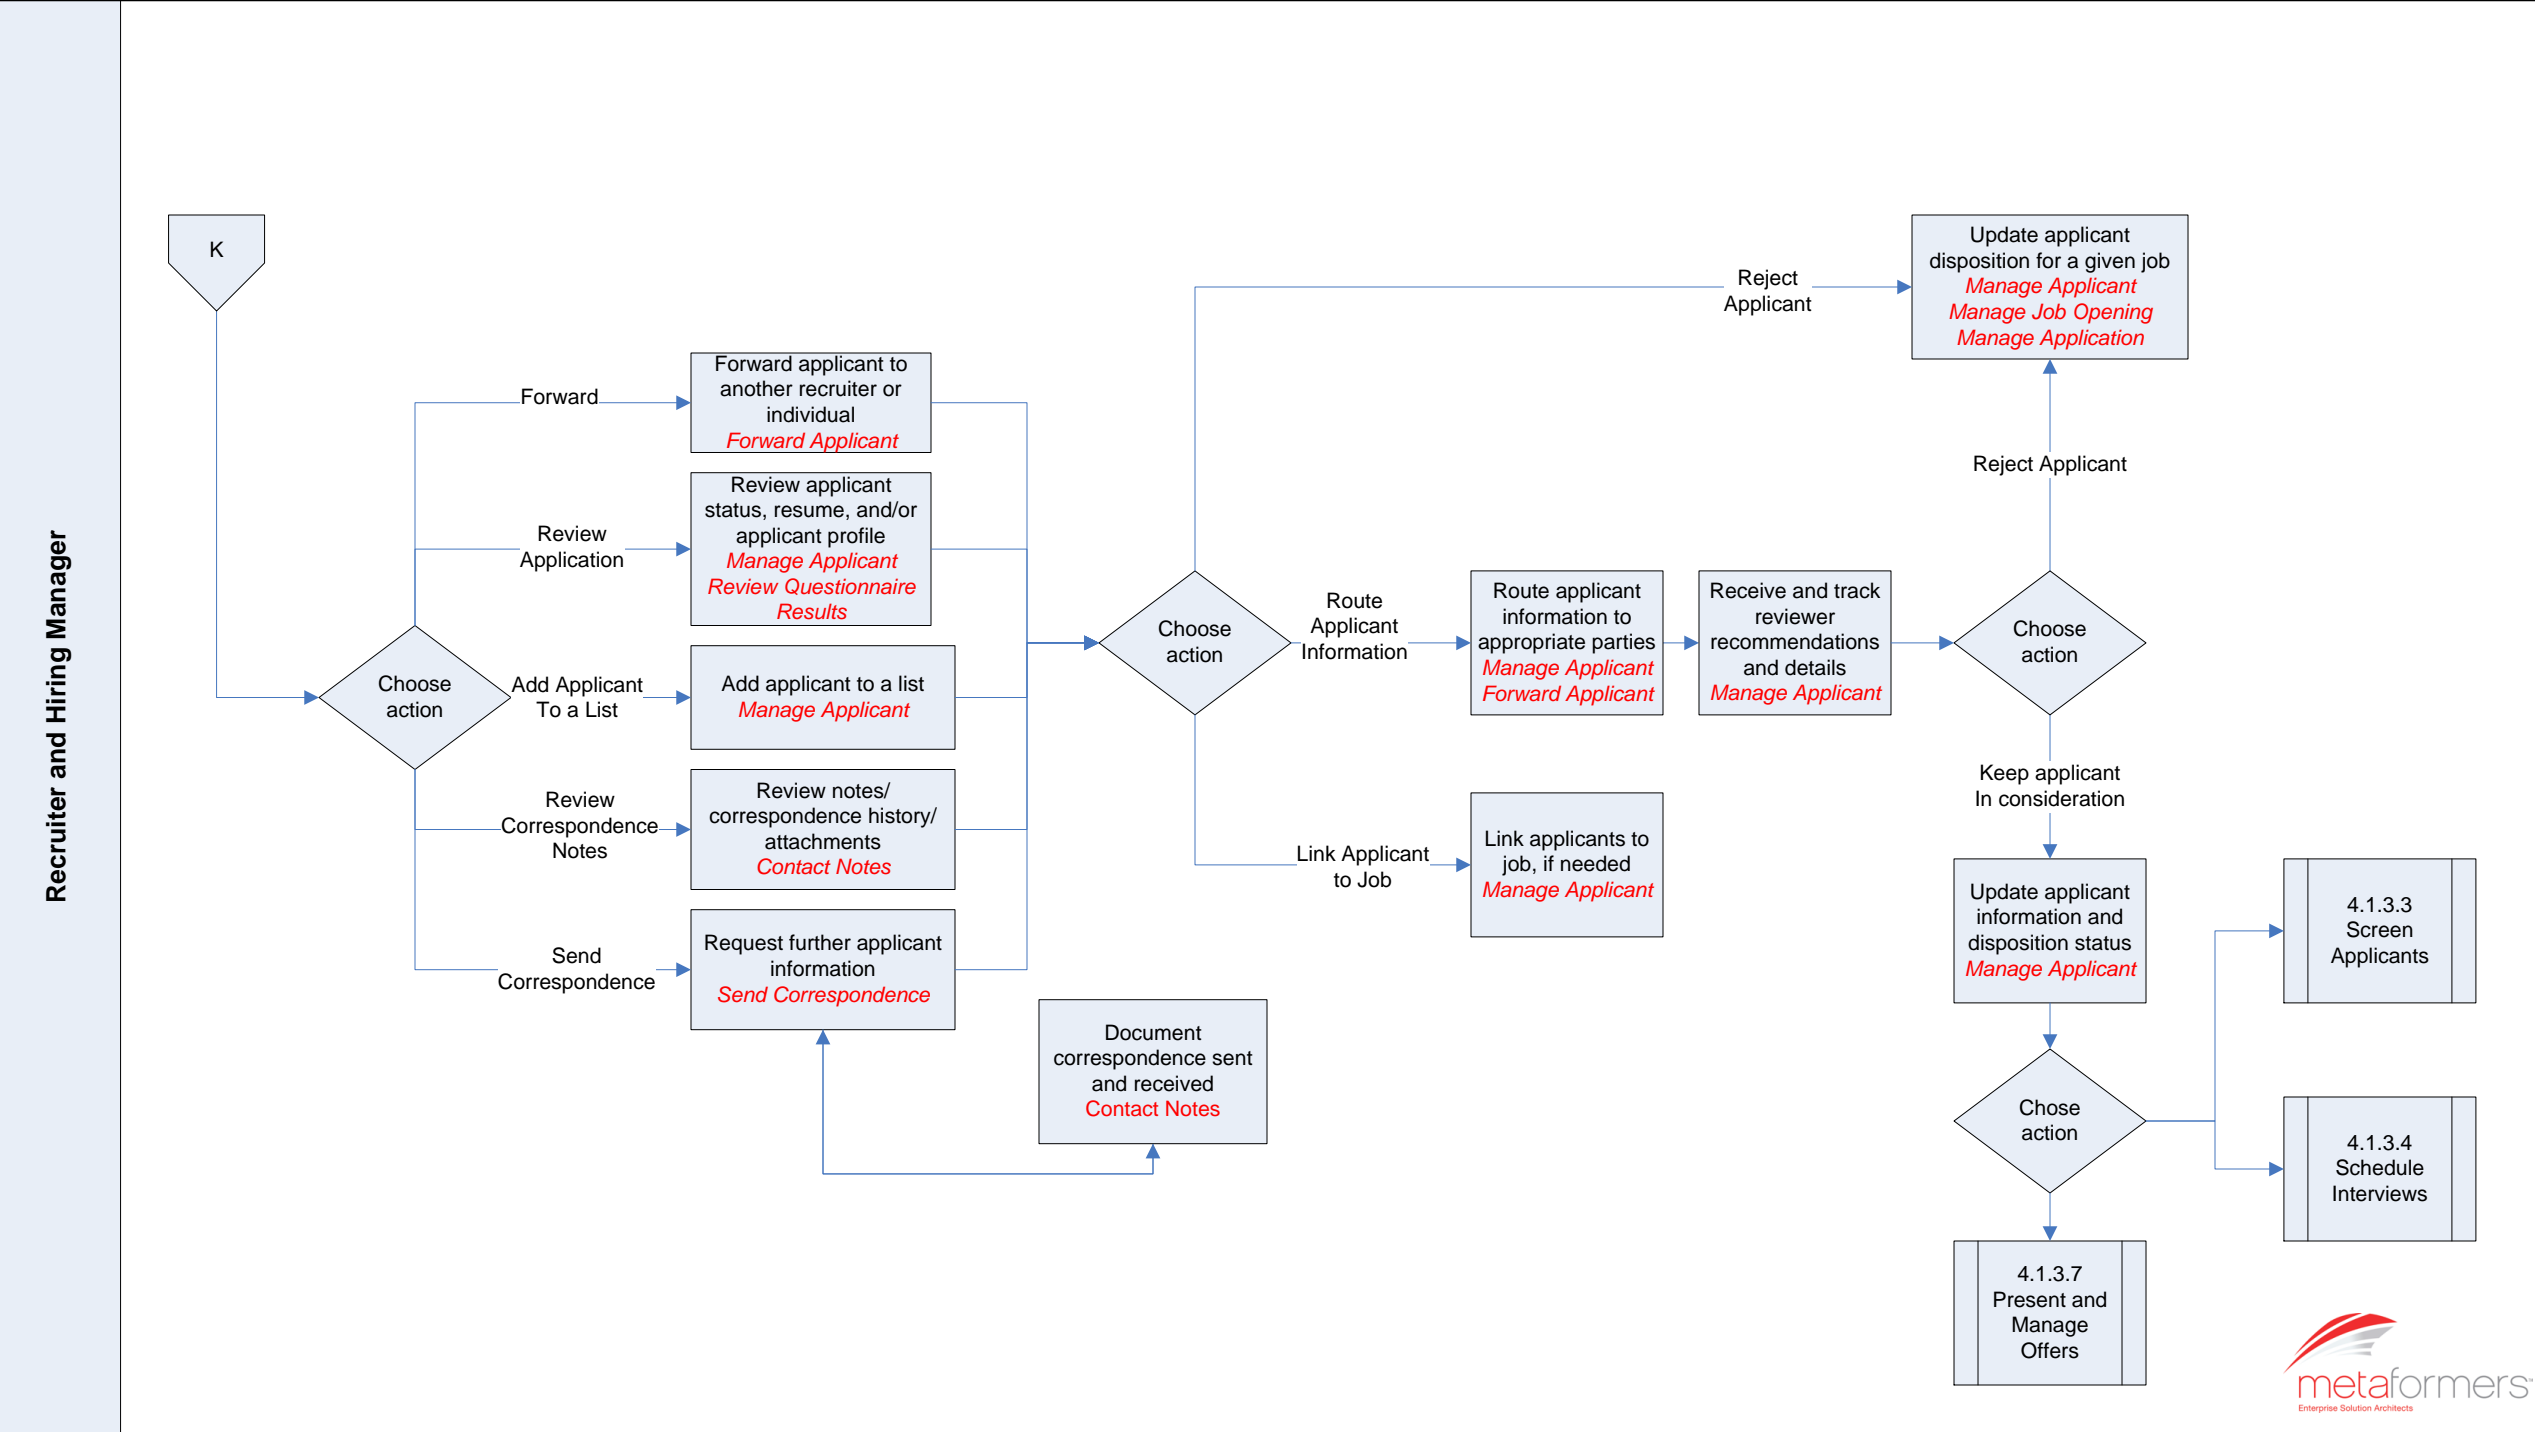 Recruiter and Hiring Manager
K
Choose
action
Forward
Review
Application
Add Applicant
To a List
Review
Correspondence
Notes
Send
Correspondence
Forward applicant to
another recruiter or
individual
Forward Applicant
Review applicant
status, resume, and/or
applicant profile
Manage Applicant
Review Questionnaire
Results
Add applicant to a list
Manage Applicant
Review notes/
correspondence history/
attachments
Contact Notes
Request further applicant
information
Send Correspondence
Document
correspondence sent
and received
Contact Notes
Choose
action
Reject
Applicant
Route
Applicant
Information
Link Applicant
to Job
Route applicant
information to
appropriate parties
Manage Applicant
Forward Applicant
Link applicants to
job, if needed
Manage Applicant
Receive and track
reviewer
recommendations
and details
Manage Applicant
Update applicant
disposition for a given job
Manage Applicant
Manage Job Opening
Manage Application
Reject Applicant
Choose
action
Keep applicant
In consideration
Update applicant
information and
disposition status
Manage Applicant
Chose
action
4.1.3.3
Screen
Applicants
4.1.3.4
Schedule
Interviews
4.1.3.7
Present and
Manage
Offers
metaformers
Enterprise Solution Architects